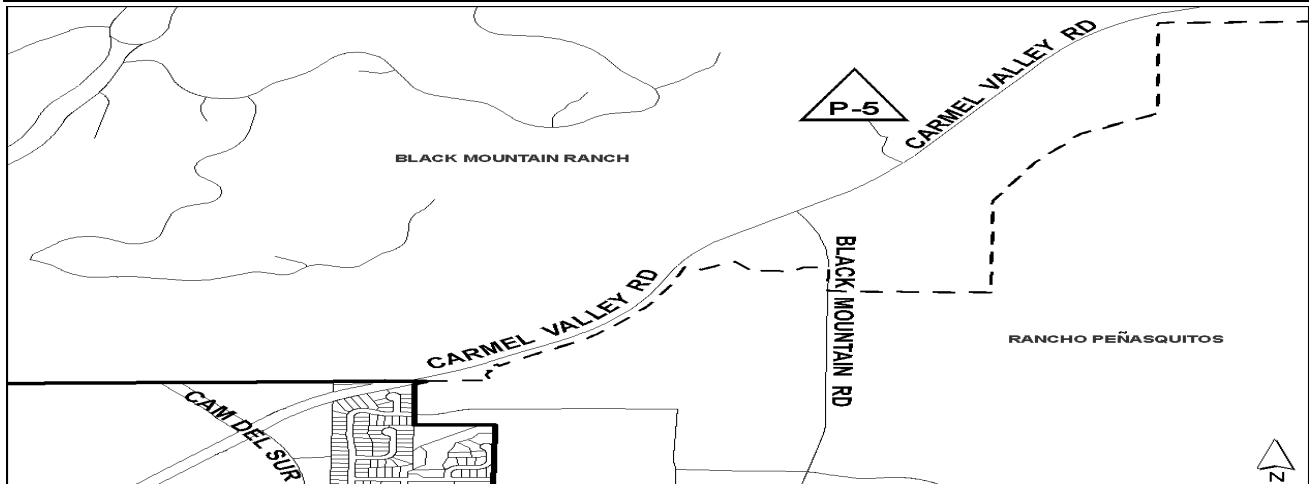 CARMEL VALLEY RD
P-5
BLACK MOUNTAIN RANCH
BLACK MOUNTAIN RD
CARMEL VALLEY RD
RANCHO PEÑASQUITOS
CAM DEL SUR
N